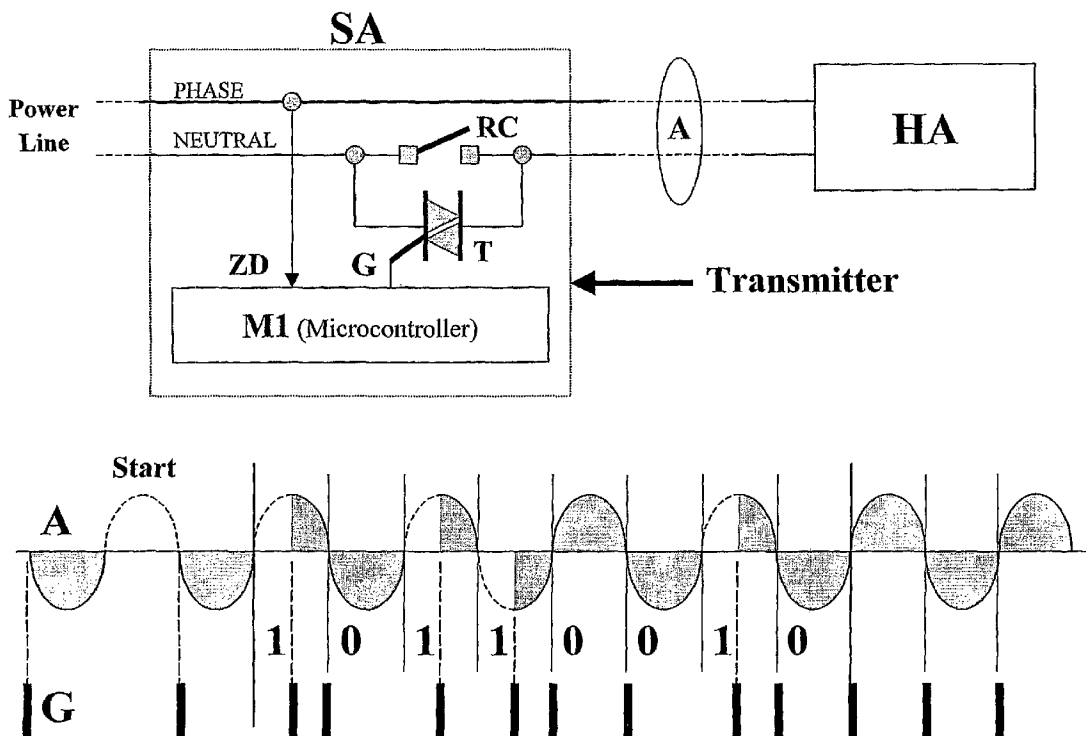 SA
PHASE
Power
Line
NEUTRAL
RC
A
HA
ZD
G
T
Transmitter
M1 (Microcontroller)
Start
A
1 0 1 1 0 0 1 0
G